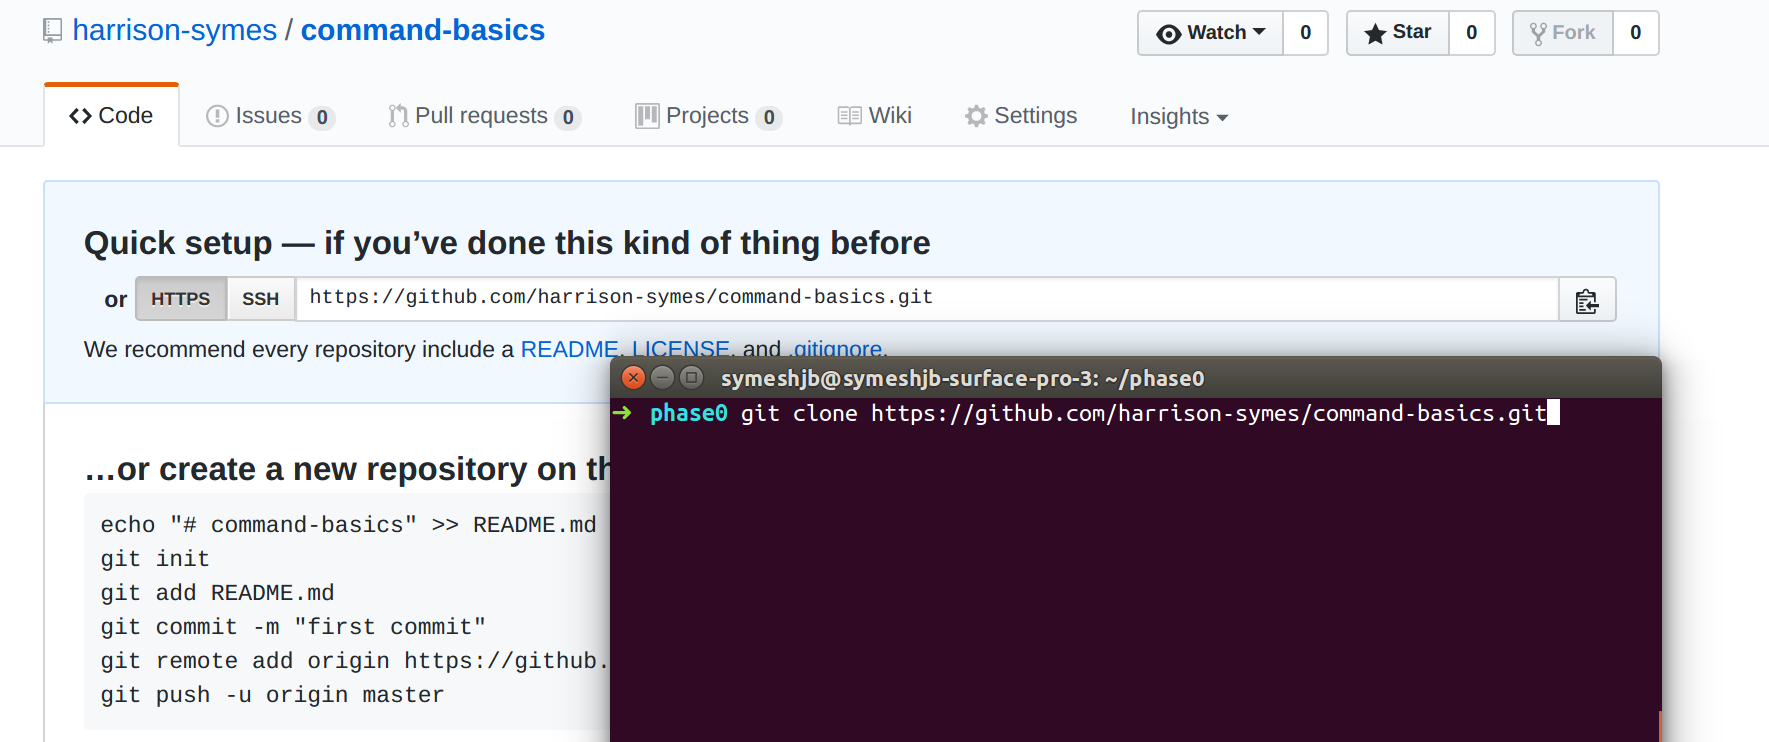 harrison-symes / command-basics
Watch 0 Star 0 Fork 0
Code Issues 0 Pull requests 0 Projects 0 Wiki Settings Insights
Quick setup — if you’ve done this kind of thing before
or HTTPS SSH https://github.com/harrison-symes/command-basics.git
We recommend every repository include a README, LICENSE, and .gitignore.
…or create a new repository on th
echo "# command-basics" >> README.md
git init
git add README.md
git commit -m "first commit"
git remote add origin https://github.
git push -u origin master
symeshjb@symeshjb-surface-pro-3: ~/phase0
➜ phase0 git clone https://github.com/harrison-symes/command-basics.git